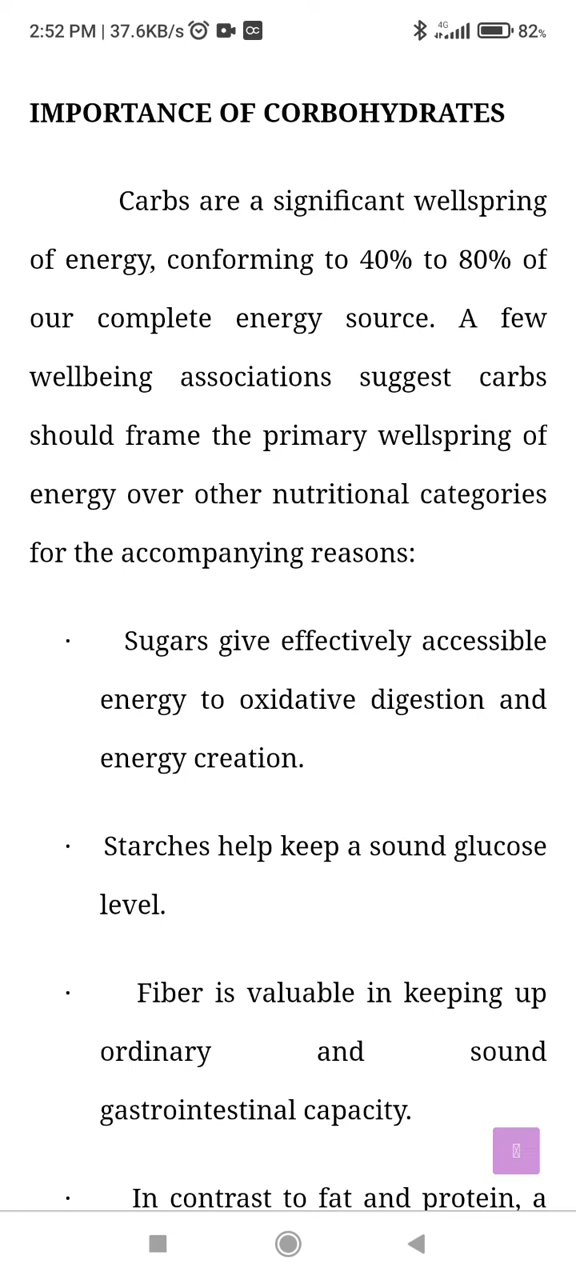 2:52 PM | 37.6KB/s 4G 82%
IMPORTANCE OF CORBOHYDRATES
Carbs are a significant wellspring
of energy, conforming to 40% to 80% of
our complete energy source. A few
wellbeing associations suggest carbs
should frame the primary wellspring of
energy over other nutritional categories
for the accompanying reasons:
· Sugars give effectively accessible
energy to oxidative digestion and
energy creation.
· Starches help keep a sound glucose
level.
· Fiber is valuable in keeping up
ordinary and sound
gastrointestinal capacity.
· In contrast to fat and protein, a